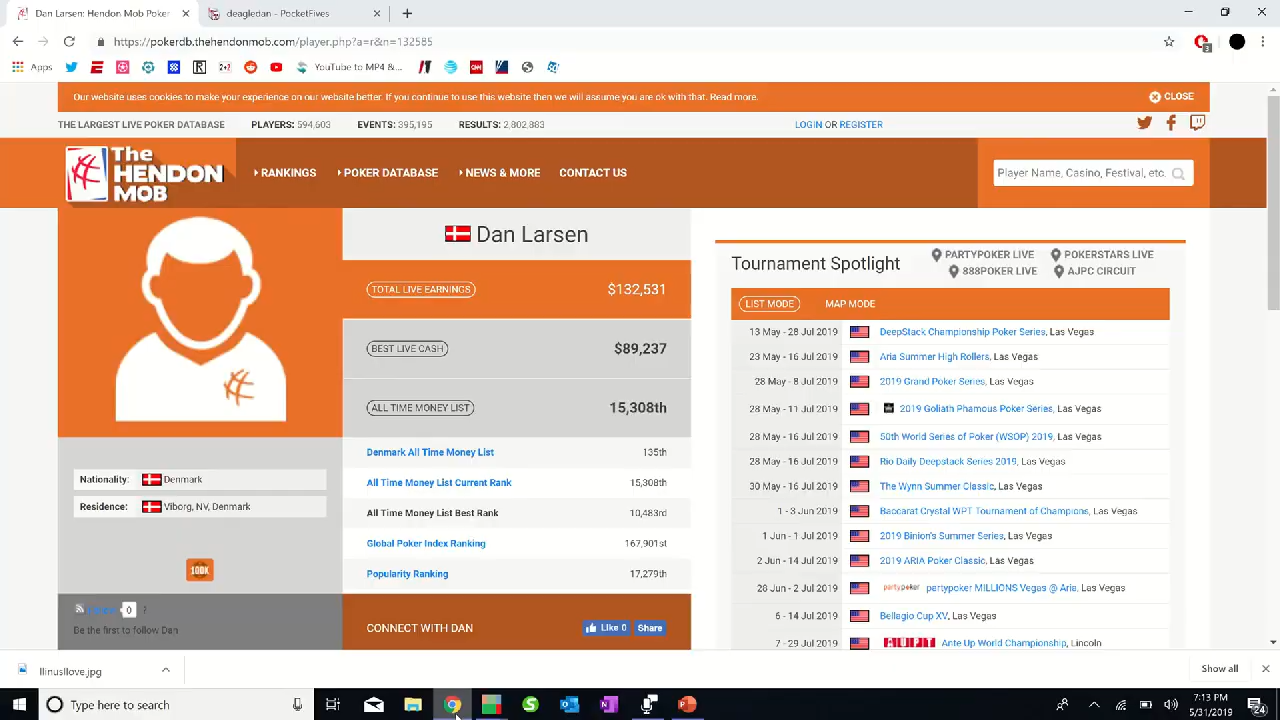 Dan Larsen: Hendon Mob Poker
deagledan - PocketFives
https://pokerdb.thehendonmob.com/player.php?a=r&n=132585
3
Apps
YouTube to MP4 &...
Our website uses cookies to make your experience on our website better. If you continue to use this website then we will assume you are ok with that. Read more.
CLOSE
THE LARGEST LIVE POKER DATABASE PLAYERS: 594,603 EVENTS: 395,195 RESULTS: 2,802,883 LOGIN OR REGISTER
The HENDON MOB
RANKINGS POKER DATABASE NEWS & MORE CONTACT US
Player Name, Casino, Festival, etc.
Dan Larsen
TOTAL LIVE EARNINGS $132,531
BEST LIVE CASH $89,237
ALL TIME MONEY LIST 15,308th
Denmark All Time Money List 135th
All Time Money List Current Rank 15,308th
All Time Money List Best Rank 10,483rd
Global Poker Index Ranking 167,901st
Popularity Ranking 17,279th
Nationality: Denmark
Residence: Viborg, NV, Denmark
100K
0 ?
Be the first to follow Dan
CONNECT WITH DAN Like 0 Share
Tournament Spotlight
PARTYPOKER LIVE POKERSTARS LIVE
888POKER LIVE AJPC CIRCUIT
LIST MODE MAP MODE
13 May - 28 Jul 2019 DeepStack Championship Poker Series, Las Vegas
23 May - 16 Jul 2019 Aria Summer High Rollers, Las Vegas
28 May - 8 Jul 2019 2019 Grand Poker Series, Las Vegas
28 May - 11 Jul 2019 2019 Goliath Phamous Poker Series, Las Vegas
28 May - 16 Jul 2019 50th World Series of Poker (WSOP) 2019, Las Vegas
28 May - 16 Jul 2019 Rio Daily Deepstack Series 2019, Las Vegas
30 May - 16 Jul 2019 The Wynn Summer Classic, Las Vegas
1 - 3 Jun 2019 Baccarat Crystal WPT Tournament of Champions, Las Vegas
1 Jun - 1 Jul 2019 2019 Binion's Summer Series, Las Vegas
2 Jun - 14 Jul 2019 2019 ARIA Poker Classic, Las Vegas
28 Jun - 2 Jul 2019 partypoker partypoker MILLIONS Vegas @ Aria, Las Vegas
6 - 14 Jul 2019 Bellagio Cup XV, Las Vegas
7 - 29 Jul 2019 Ante Up World Championship, Lincoln
llinusllove.jpg
Show all
Type here to search
7:13 PM
5/31/2019
24